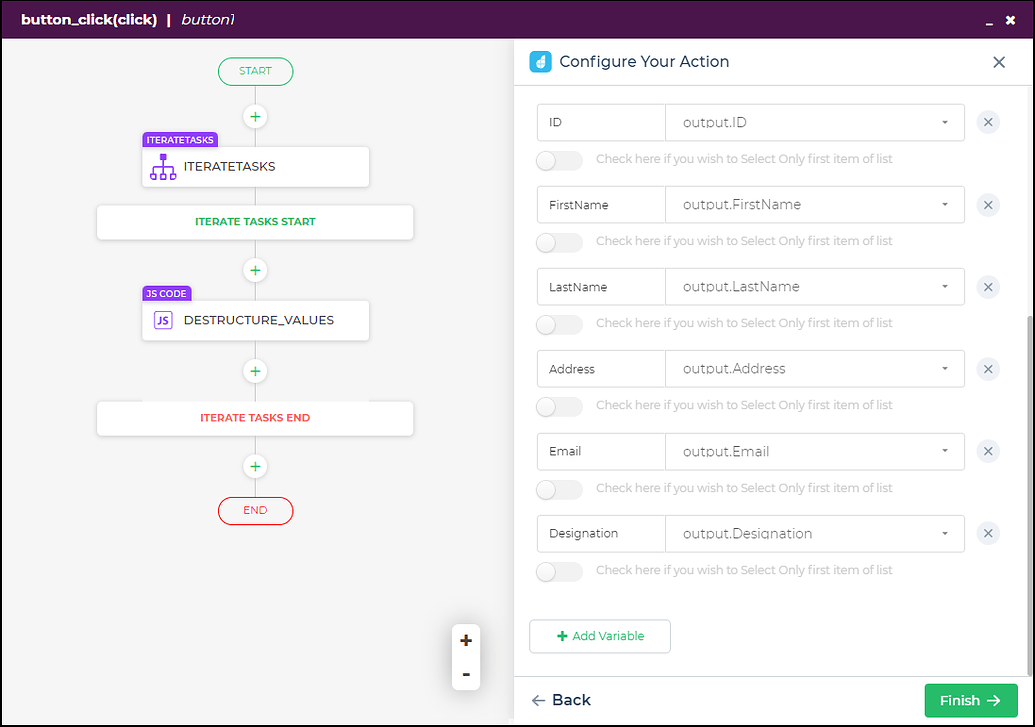 button_click(click) | button1
START
+
ITERATETASKS
ITERATETASKS
ITERATE TASKS START
+
JS CODE
JS DESTRUCTURE_VALUES
+
ITERATE TASKS END
+
END
+
-
Configure Your Action
ID output.ID
Check here if you wish to Select Only first item of list
FirstName output.FirstName
Check here if you wish to Select Only first item of list
LastName output.LastName
Check here if you wish to Select Only first item of list
Address output.Address
Check here if you wish to Select Only first item of list
Email output.Email
Check here if you wish to Select Only first item of list
Designation output.Designation
Check here if you wish to Select Only first item of list
+ Add Variable
← Back
Finish →